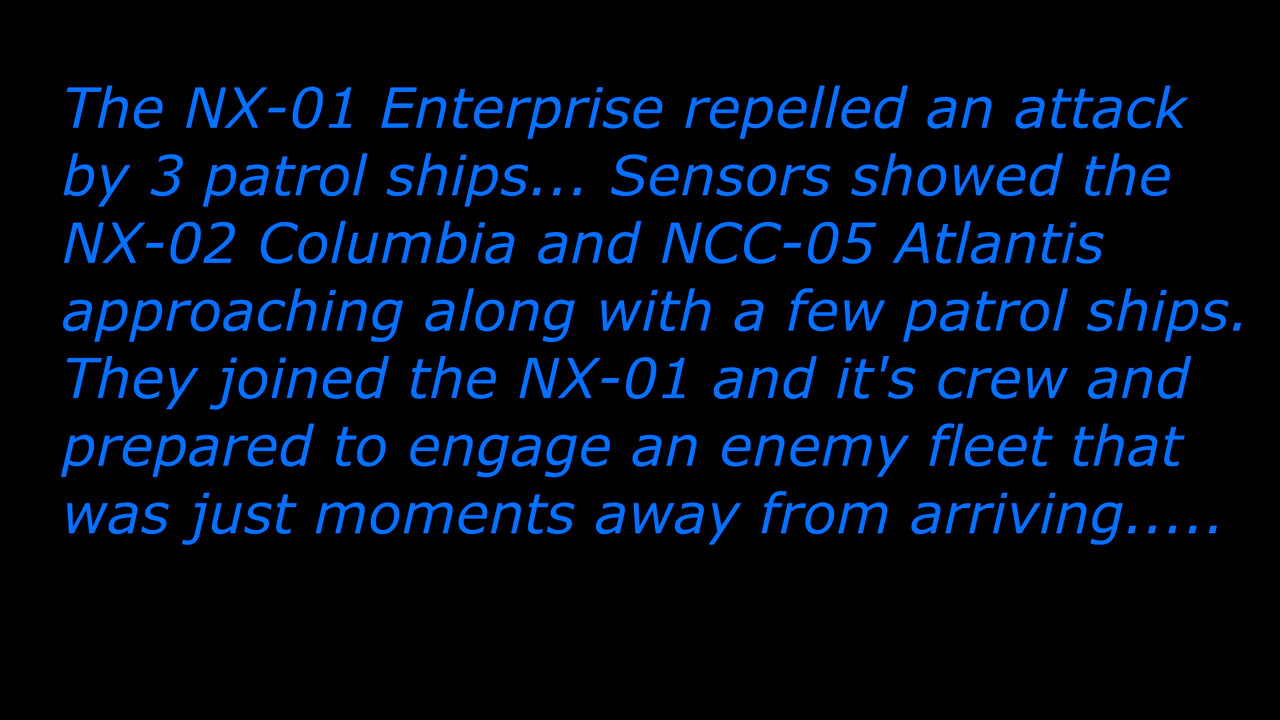 The NX-01 Enterprise repelled an attack
by 3 patrol ships... Sensors showed the
NX-02 Columbia and NCC-05 Atlantis
approaching along with a few patrol ships.
They joined the NX-01 and it's crew and
prepared to engage an enemy fleet that
was just moments away from arriving.....